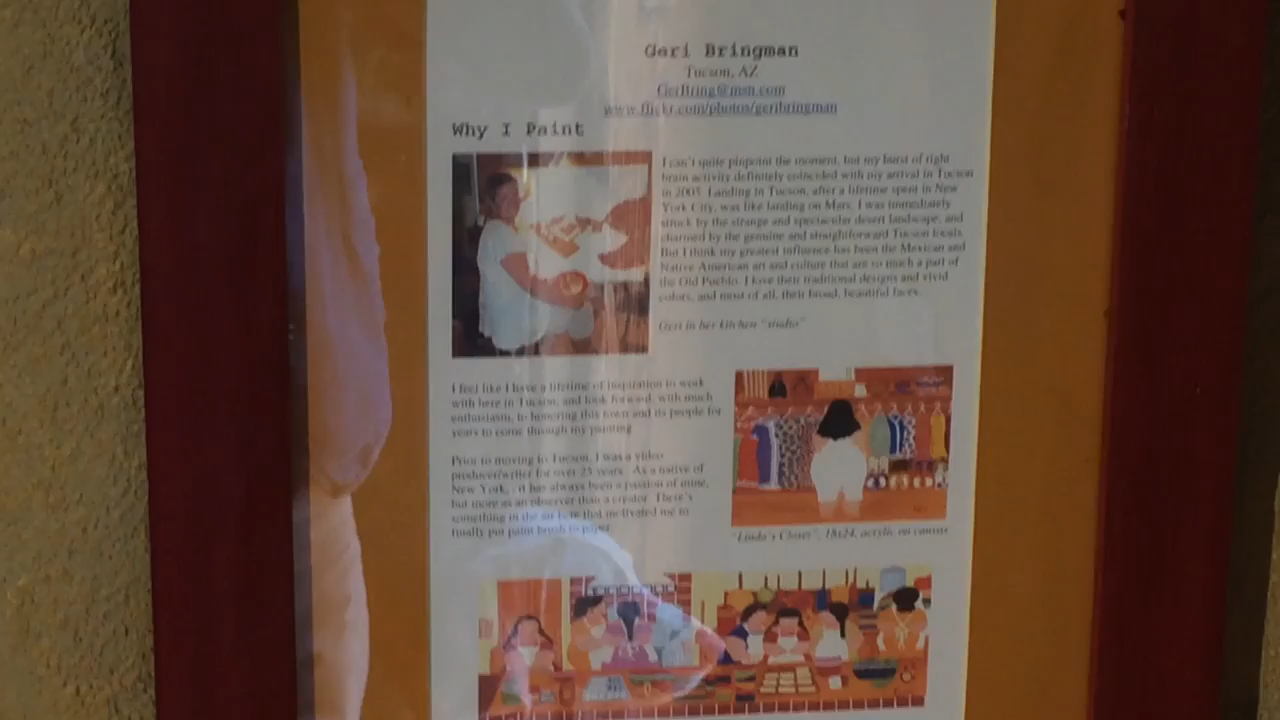 Geri Bringman
Tucson, AZ
GerBring@msn.com
www.flickr.com/photos/geribringman
Why I Paint
I can't quite pinpoint the moment, but my burst of right
brain activity definitely coincided with my arrival in Tucson
in 2005. Landing in Tucson, after a lifetime spent in New
York City, was like landing on Mars. I was immediately
struck by the strange and spectacular desert landscape, and
charmed by the genuine and straightforward Tucson locals.
But I think my greatest influence has been the Mexican and
Native American art and culture that are so much a part of
the Old Pueblo. I love their traditional designs and vivid
colors, and most of all, their broad, beautiful faces.
Geri in her kitchen "studio"
I feel like I have a lifetime of inspiration to work
with here in Tucson, and look forward, with much
enthusiasm, to honoring this town and its people for
years to come through my painting.
Prior to moving to Tucson, I was a video
producer/writer for over 25 years. As a native of
New York, , it has always been a passion of mine,
but more as an observer than a creator. There's
something in the air here that motivated me to
finally put paint brush to paper.
"Linda's Closet", 18x24, acrylic on canvas